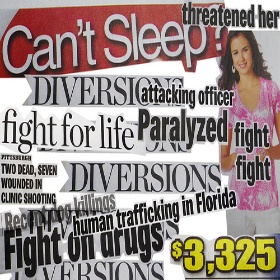 threatened her
Can't Sleep?
DIVERSIONS
attacking officer
fight for life
Paralyzed
fight
fight
DIVERSIONS
PITTSBURGH
TWO DEAD, SEVEN
WOUNDED IN
CLINIC SHOOTING
DIVERSIONS
killings
human trafficking in Florida
Fight on drugs
$3,325